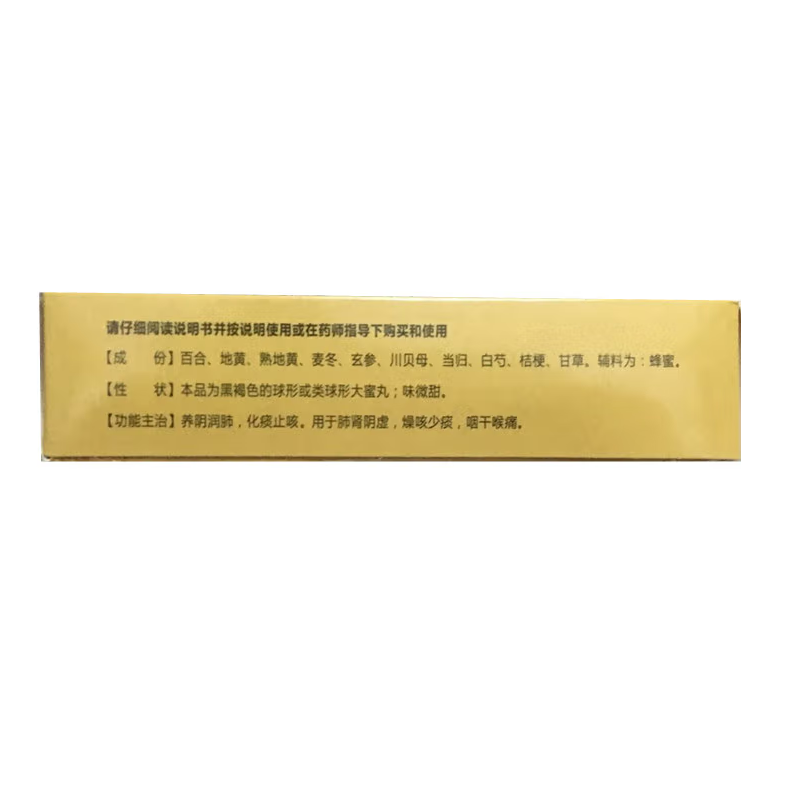 请仔细阅读说明书并按说明使用或在药师指导下购买和使用
【成　　份】百合、地黄、熟地黄、麦冬、玄参、川贝母、当归、白芍、桔梗、甘草。辅料为：蜂蜜。
【性　　状】本品为黑褐色的球形或类球形大蜜丸；味微甜。
【功能主治】养阴润肺，化痰止咳。用于肺肾阴虚，燥咳少痰，咽干喉痛。